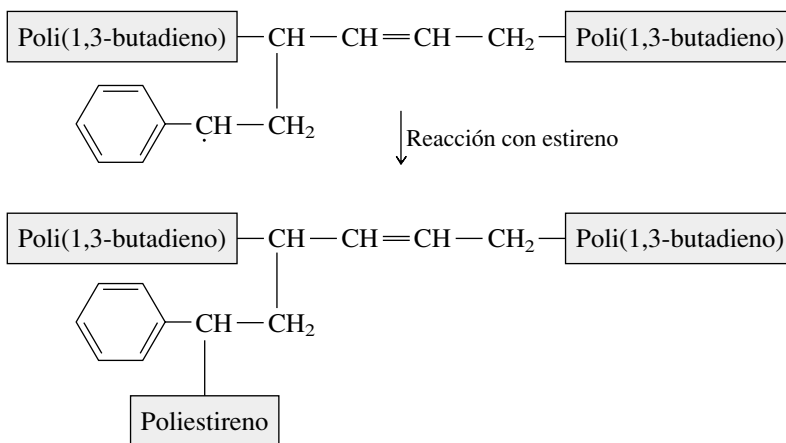 Poli(1,3-butadieno) — CH — CH = CH — CH₂ — Poli(1,3-butadieno)
ĊH — CH₂
Reacción con estireno
Poli(1,3-butadieno) — CH — CH = CH — CH₂ — Poli(1,3-butadieno)
CH — CH₂
Poliestireno